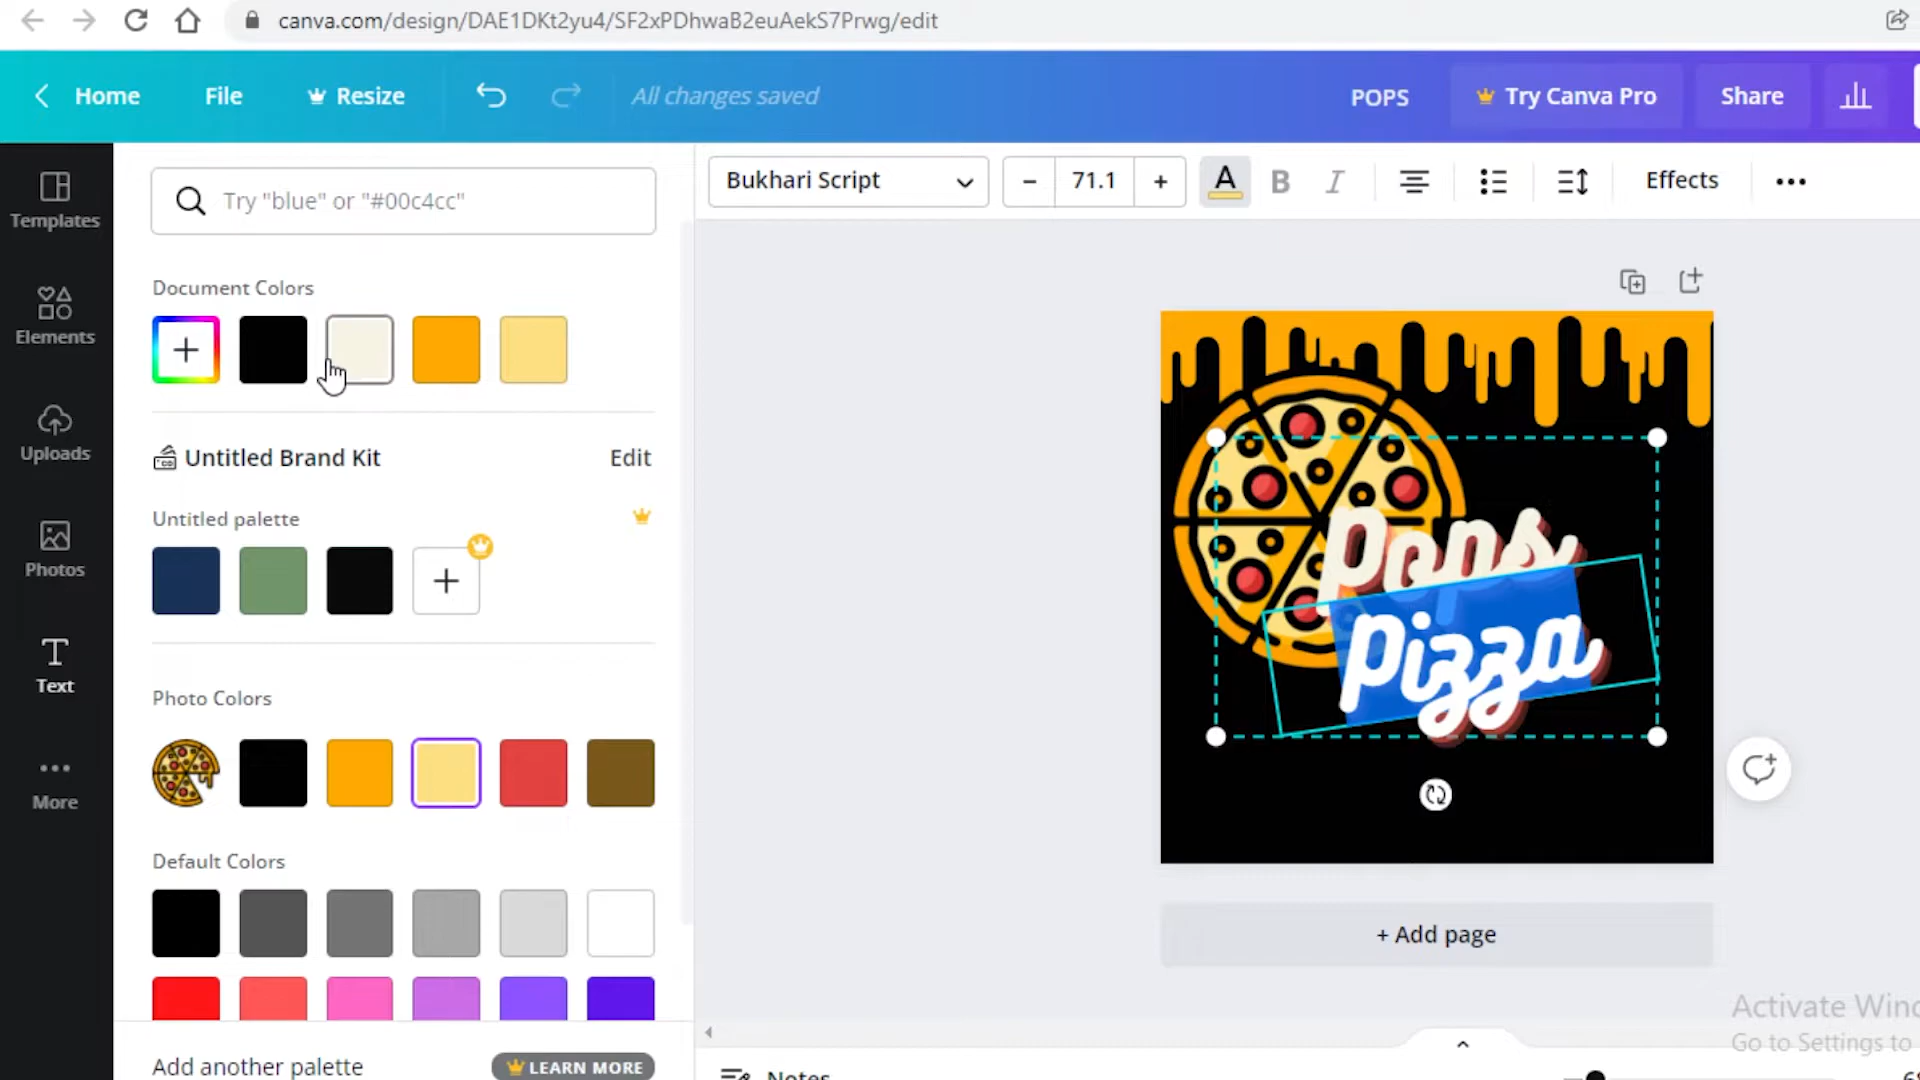 canva.com/design/DAE1DKt2yu4/SF2xPDhwaB2euAekS7Prwg/edit
Home
File
Resize
All changes saved
POPS
Try Canva Pro
Share
Templates
Elements
Uploads
Photos
Text
More
Try "blue" or "#00c4cc"
Document Colors
Untitled Brand Kit
Edit
Untitled palette
Photo Colors
Default Colors
Add another palette
LEARN MORE
Bukhari Script
71.1
A
B
I
Effects
Pops
Pizza
+ Add page
Activate Winc
Go to Settings to
Notes